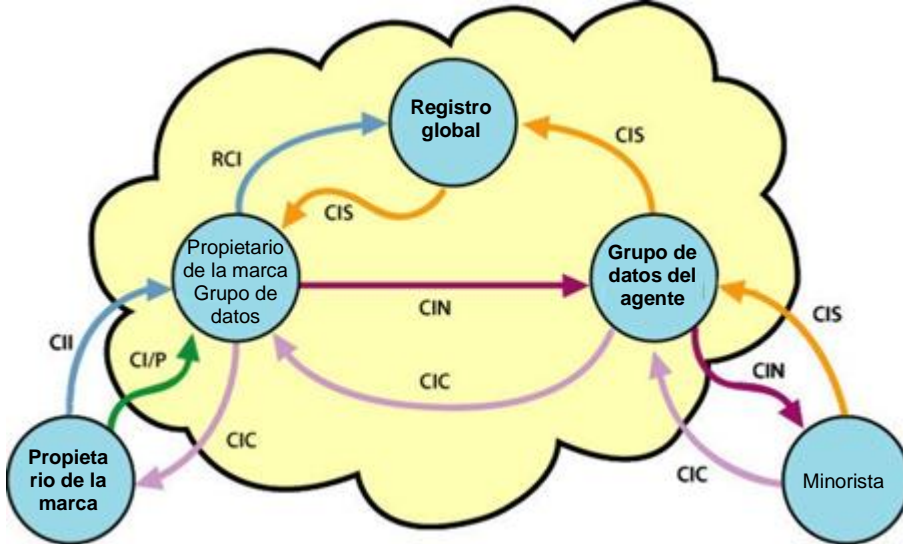 Registro
global
CIS
RCI
CIS
Propietario
de la marca
Grupo de
datos
Grupo de
datos del
agente
CIN
CIS
CII
CI/P
CIC
CIN
CIC
Propieta
rio de la
marca
CIC
Minorista